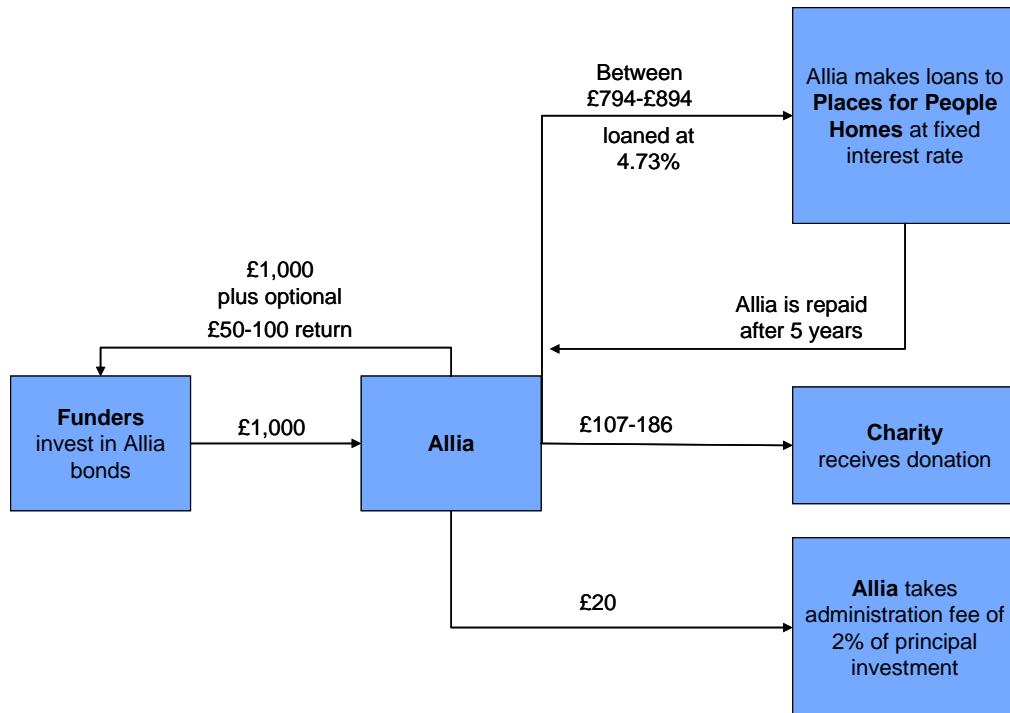 Between
£794-£894
loaned at
4.73%
Allia makes loans to
Places for People
Homes at fixed
interest rate
£1,000
plus optional
£50-100 return
Allia is repaid
after 5 years
Funders
invest in Allia
bonds
£1,000
Allia
£107-186
Charity
receives donation
£20
Allia takes
administration fee of
2% of principal
investment